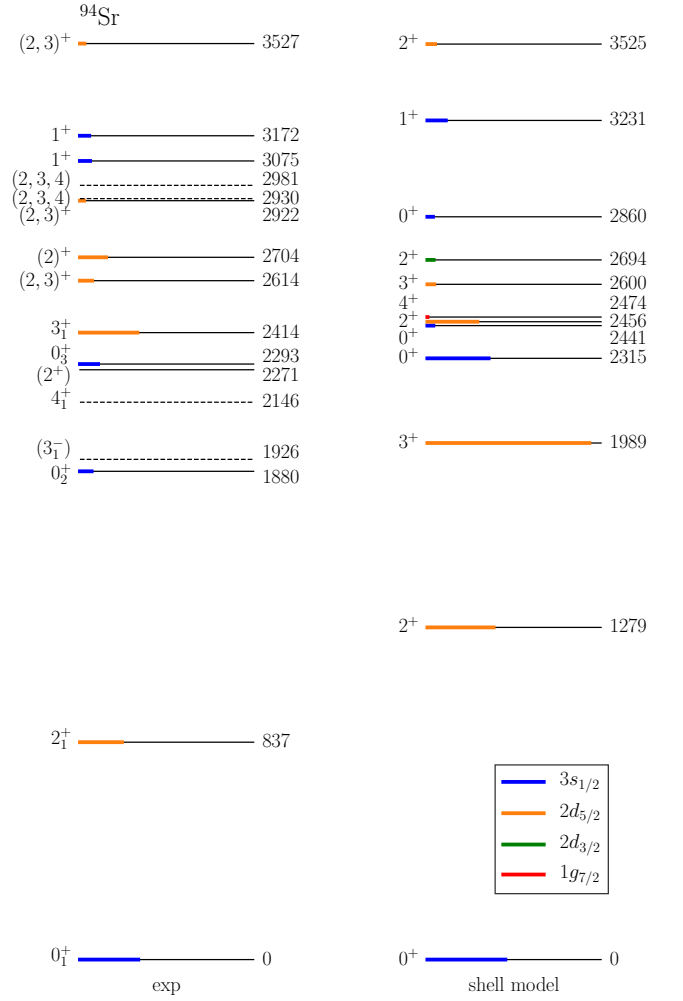 ⁹⁴Sr
(2, 3)⁺ 3527
1⁺ 3172
1⁺ 3075
(2, 3, 4) 2981
(2, 3, 4) 2930
(2, 3)⁺ 2922
(2)⁺ 2704
(2, 3)⁺ 2614
3₁⁺ 2414
0₃⁺ 2293
(2⁺) 2271
4₁⁺ 2146
(3₁⁻) 1926
0₂⁺ 1880
2₁⁺ 837
0₁⁺ 0
exp
2⁺ 3525
1⁺ 3231
0⁺ 2860
2⁺ 2694
3⁺ 2600
4⁺ 2474
2⁺ 2456
0⁺ 2441
0⁺ 2315
3⁺ 1989
2⁺ 1279
0⁺ 0
shell model
3s₁/₂
2d₅/₂
2d₃/₂
1g₇/₂